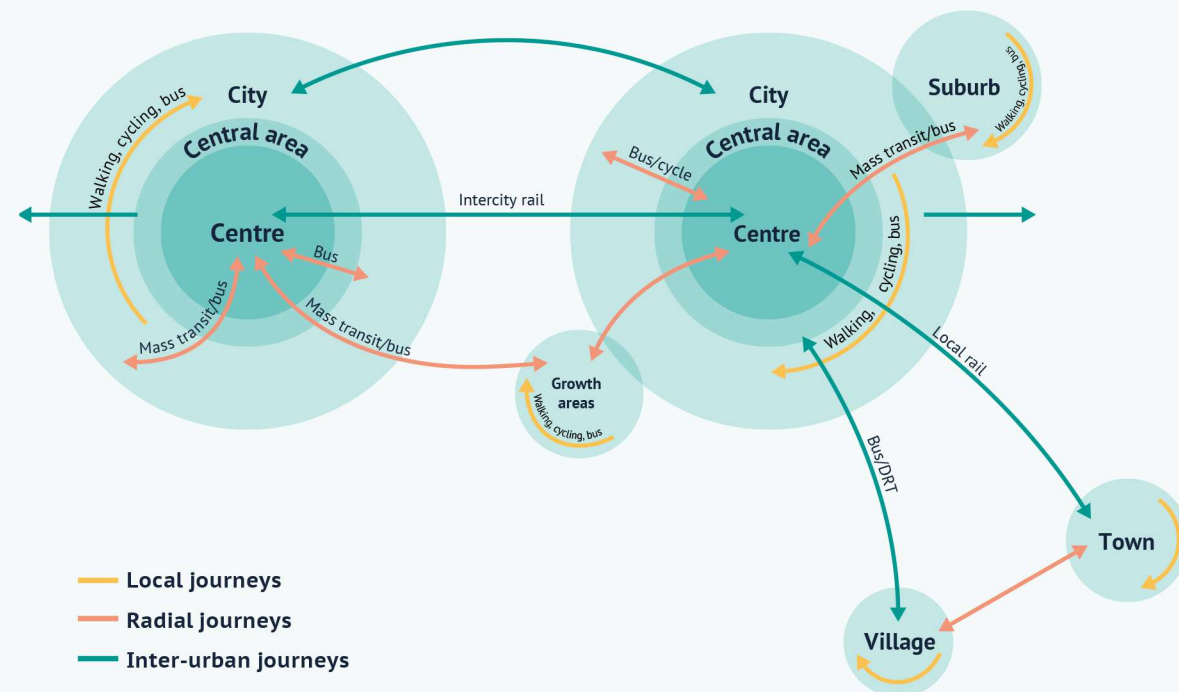 City
Central area
Centre
Walking, cycling, bus
Bus
Mass transit/bus
Mass transit/bus
Intercity rail
City
Central area
Centre
Bus/cycle
Mass transit/bus
Walking, cycling, bus
Suburb
Walking, cycling, bus
Growth
areas
Walking, cycling, bus
Local rail
Bus/DRT
Town
Village
Local journeys
Radial journeys
Inter-urban journeys